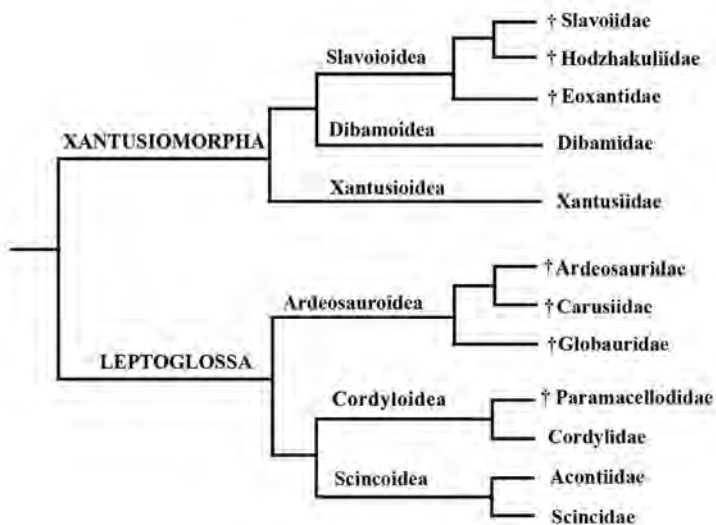 † Slavoiidae
Slavoioidea
† Hodzhakuliidae
† Eoxantidae
XANTUSIOMORPHA
Dibamoidea
Dibamidae
Xantusioidea
Xantusiidae
† Ardeosauridae
Ardeosauroidea
† Carusiidae
† Globauridae
LEPTOGLOSSA
Cordyloidea
† Paramacellodidae
Cordylidae
Scincoidea
Acontiidae
Scincidae